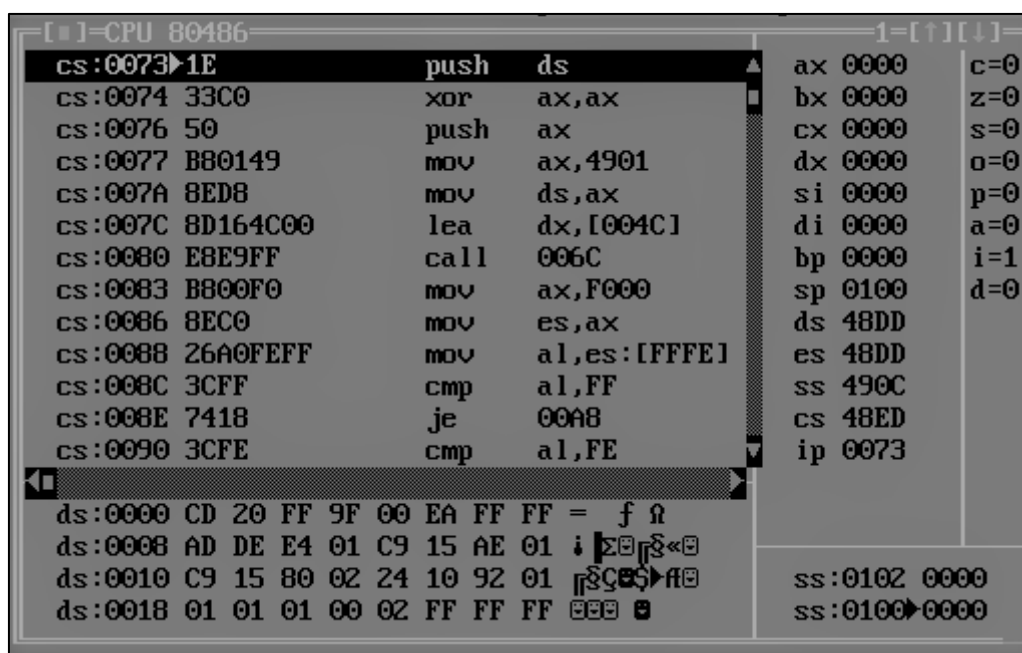 [■]=CPU 80486 1=[↑][↓]
cs:0073►1E push ds ax 0000 c=0
cs:0074 33C0 xor ax,ax bx 0000 z=0
cs:0076 50 push ax cx 0000 s=0
cs:0077 B80149 mov ax,4901 dx 0000 o=0
cs:007A 8ED8 mov ds,ax si 0000 p=0
cs:007C 8D164C00 lea dx,[004C] di 0000 a=0
cs:0080 E8E9FF call 006C bp 0000 i=1
cs:0083 B800F0 mov ax,F000 sp 0100 d=0
cs:0086 8EC0 mov es,ax ds 48DD
cs:0088 26A0FEFF mov al,es:[FFFE] es 48DD
cs:008C 3CFF cmp al,FF ss 490C
cs:008E 7418 je 00A8 cs 48ED
cs:0090 3CFE cmp al,FE ip 0073
ds:0000 CD 20 FF 9F 00 EA FF FF = ƒ Ω
ds:0008 AD DE E4 01 C9 15 AE 01 ¡▐Σ☺╔§«☺
ds:0010 C9 15 80 02 24 10 92 01 ╔§Ç☻$►Æ☺ ss:0102 0000
ds:0018 01 01 01 00 02 FF FF FF ☺☺☺ ☻ ss:0100►0000